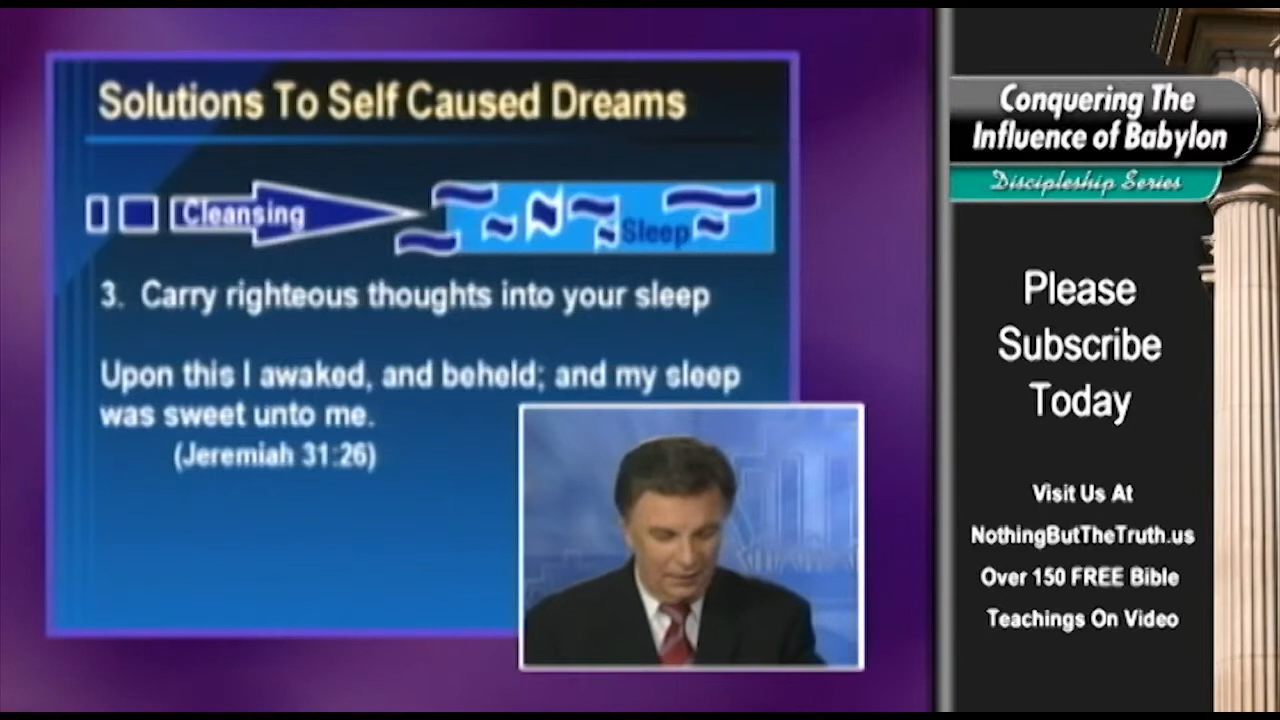 Solutions To Self Caused Dreams
Cleansing
Sleep
3. Carry righteous thoughts into your sleep
Upon this I awaked, and beheld; and my sleep
was sweet unto me.
(Jeremiah 31:26)
Conquering The
Influence of Babylon
Discipleship Series
Please
Subscribe
Today
Visit Us At
NothingButTheTruth.us
Over 150 FREE Bible
Teachings On Video